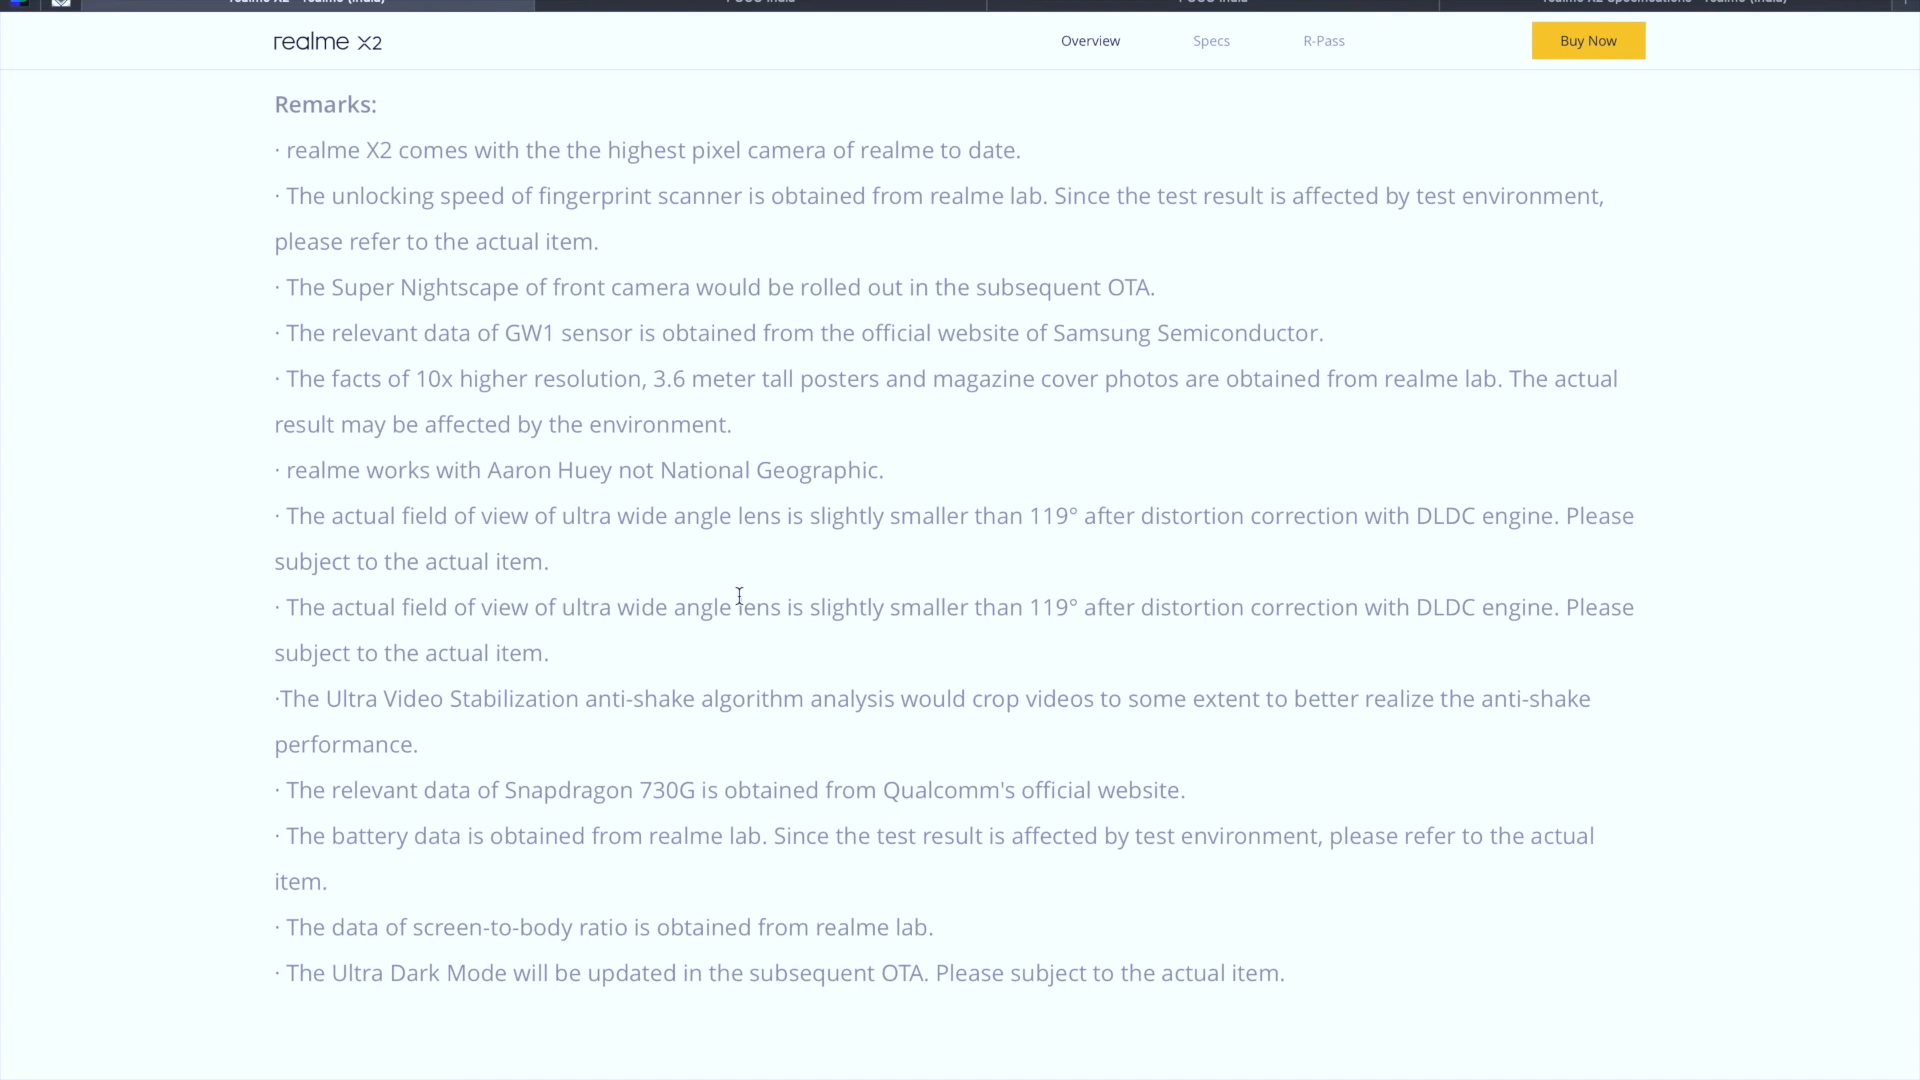 realme X2 - realme (India)
POCO India
POCO India
realme X2 Specifications - realme (India)
realme X2
Overview
Specs
R-Pass
Buy Now
Remarks:
· realme X2 comes with the the highest pixel camera of realme to date.
· The unlocking speed of fingerprint scanner is obtained from realme lab. Since the test result is affected by test environment,
please refer to the actual item.
· The Super Nightscape of front camera would be rolled out in the subsequent OTA.
· The relevant data of GW1 sensor is obtained from the official website of Samsung Semiconductor.
· The facts of 10x higher resolution, 3.6 meter tall posters and magazine cover photos are obtained from realme lab. The actual
result may be affected by the environment.
· realme works with Aaron Huey not National Geographic.
· The actual field of view of ultra wide angle lens is slightly smaller than 119° after distortion correction with DLDC engine. Please
subject to the actual item.
· The actual field of view of ultra wide angle lens is slightly smaller than 119° after distortion correction with DLDC engine. Please
subject to the actual item.
·The Ultra Video Stabilization anti-shake algorithm analysis would crop videos to some extent to better realize the anti-shake
performance.
· The relevant data of Snapdragon 730G is obtained from Qualcomm's official website.
· The battery data is obtained from realme lab. Since the test result is affected by test environment, please refer to the actual
item.
· The data of screen-to-body ratio is obtained from realme lab.
· The Ultra Dark Mode will be updated in the subsequent OTA. Please subject to the actual item.